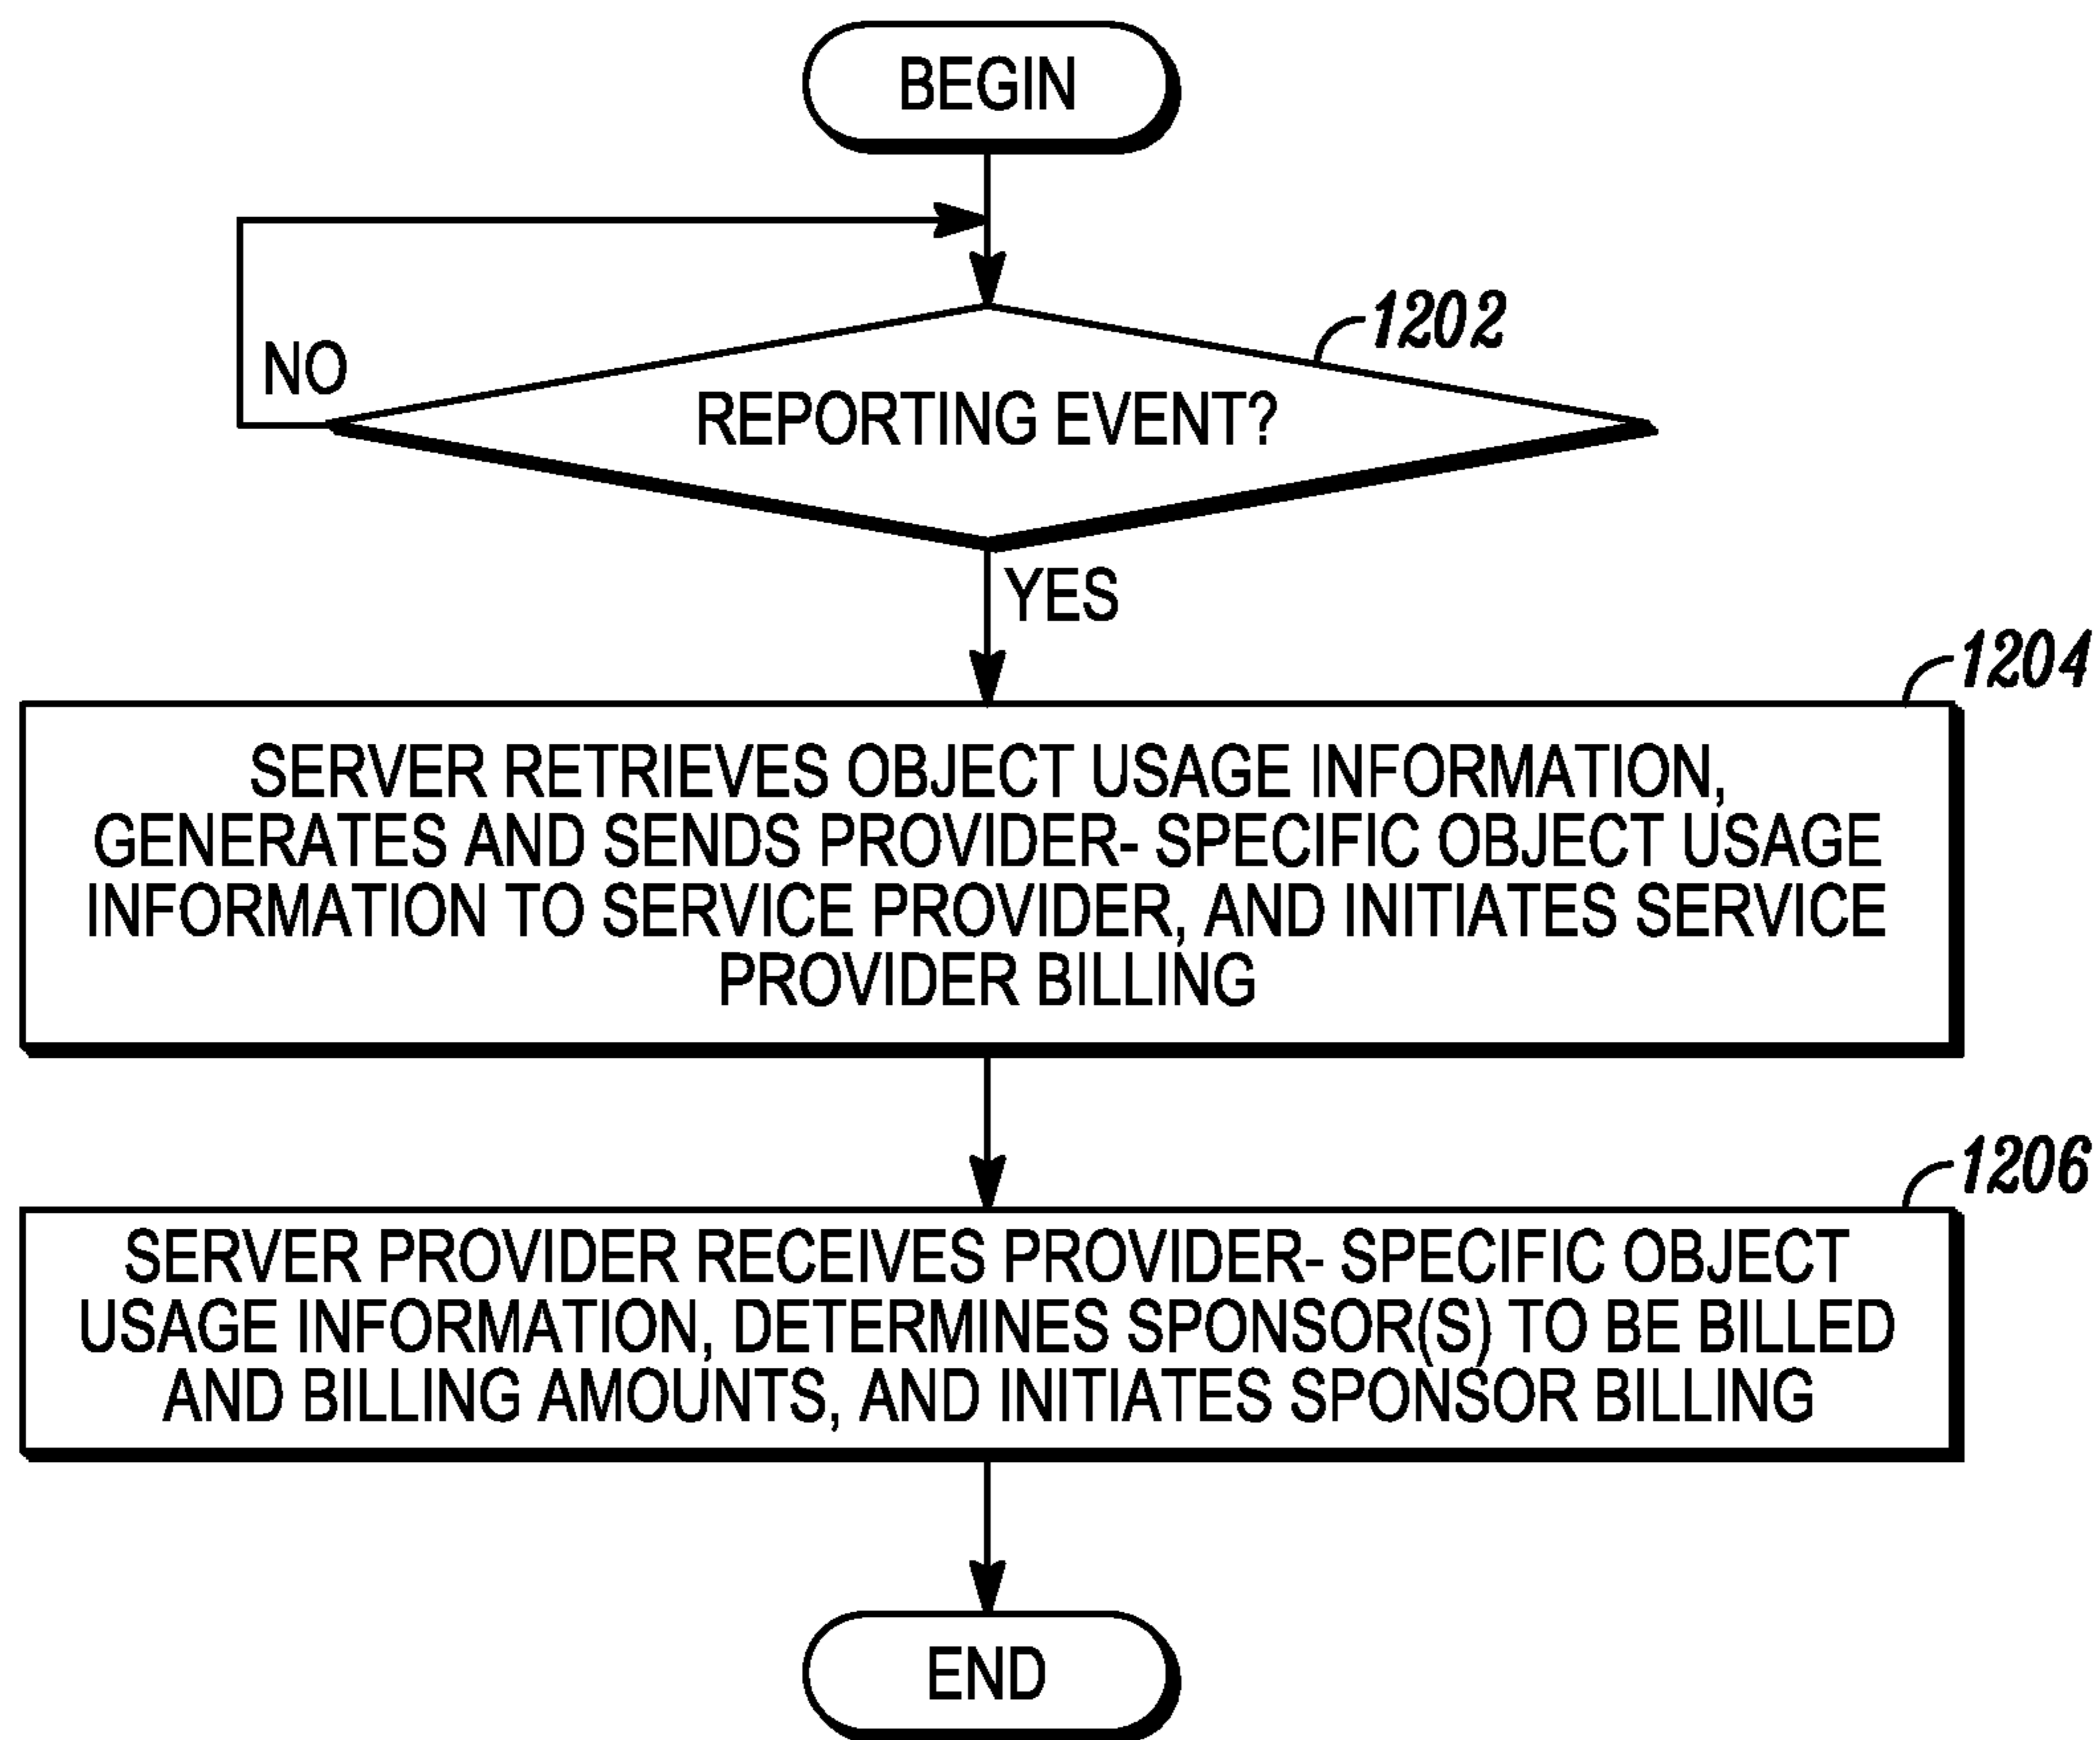 BEGIN
NO
1202
REPORTING EVENT?
YES
1204
SERVER RETRIEVES OBJECT USAGE INFORMATION,
GENERATES AND SENDS PROVIDER- SPECIFIC OBJECT USAGE
INFORMATION TO SERVICE PROVIDER, AND INITIATES SERVICE
PROVIDER BILLING
1206
SERVER PROVIDER RECEIVES PROVIDER- SPECIFIC OBJECT
USAGE INFORMATION, DETERMINES SPONSOR(S) TO BE BILLED
AND BILLING AMOUNTS, AND INITIATES SPONSOR BILLING
END